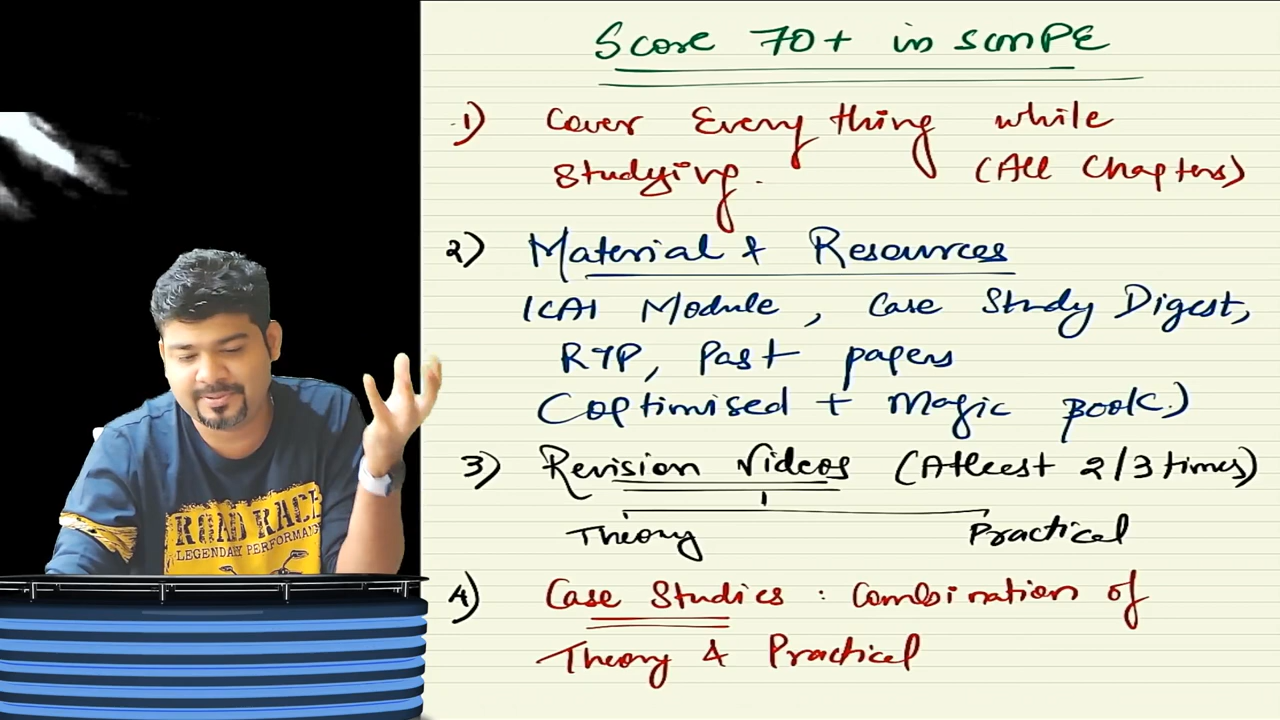 Score 70+ in SCMPE
1) Cover Everything while
studying. (All Chapters)
2) Material & Resources
ICAI Module, Case Study Digest,
RTP, Past papers
(optimised + Magic Book.)
3) Revision Videos (Atleest 2/3 times)
Theory Practical
4) Case Studies : Combination of
Theory & Practical
ROAD RACE
LEGENDARY PERFORMANC